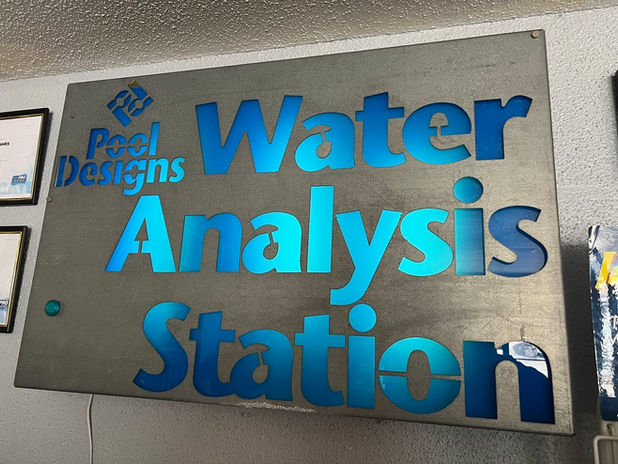 Pool
Designs
Water
Analysis
Station